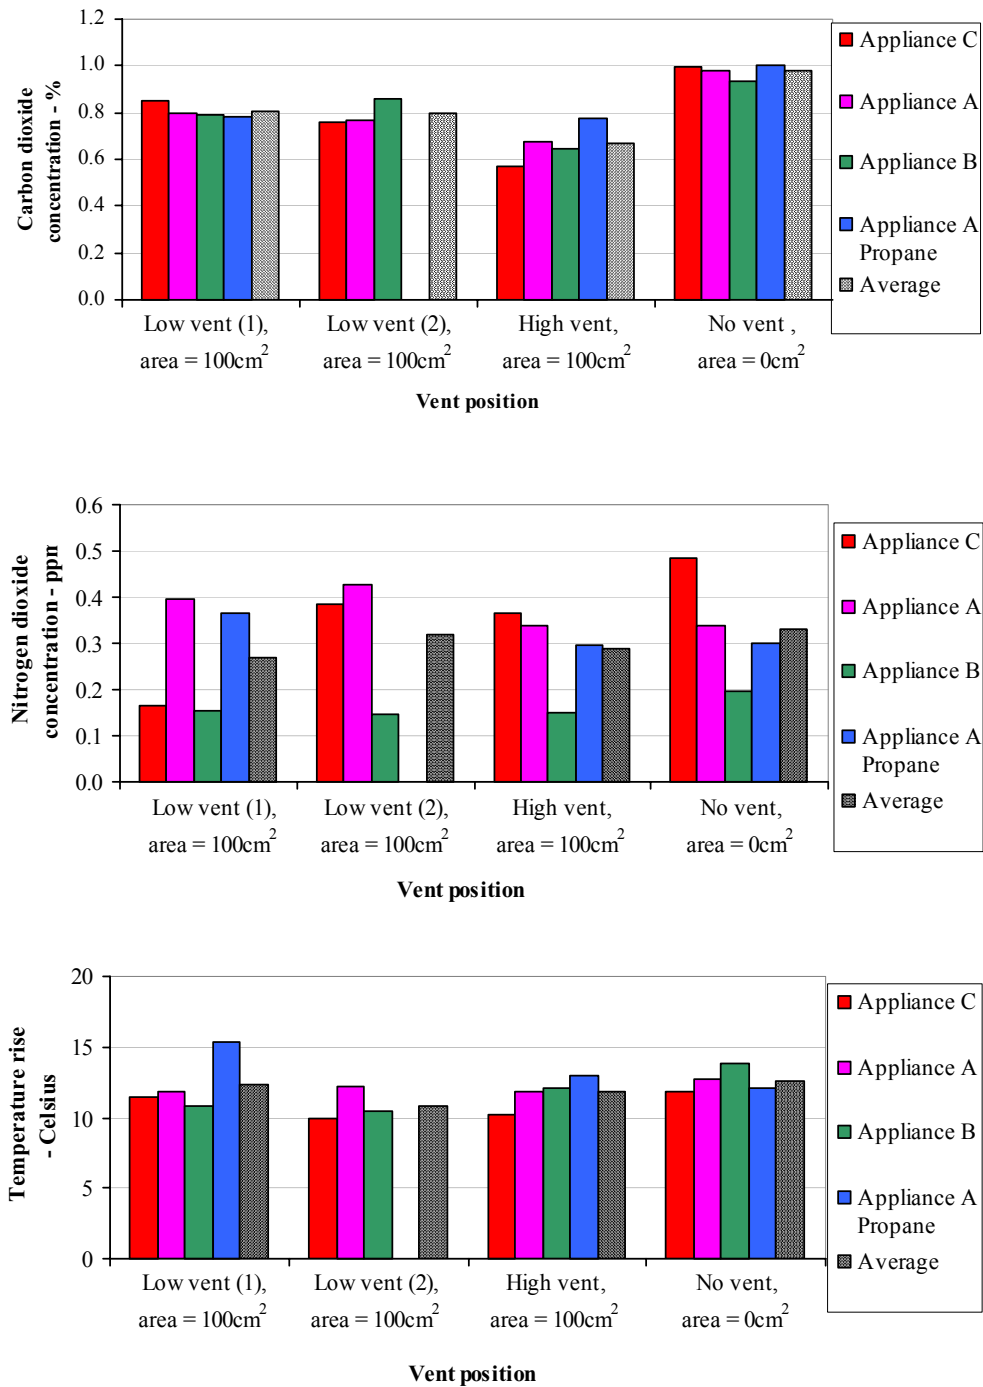 Carbon dioxide
concentration - %
1.2
1.0
0.8
0.6
0.4
0.2
0.0
Low vent (1),
area = 100cm²
Low vent (2),
area = 100cm²
High vent,
area = 100cm²
No vent ,
area = 0cm²
Vent position
Appliance C
Appliance A
Appliance B
Appliance A
Propane
Average
Nitrogen dioxide
concentration - ppm
0.6
0.5
0.4
0.3
0.2
0.1
0.0
Low vent (1),
area = 100cm²
Low vent (2),
area = 100cm²
High vent,
area = 100cm²
No vent,
area = 0cm²
Vent position
Appliance C
Appliance A
Appliance B
Appliance A
Propane
Average
Temperature rise
- Celsius
20
15
10
5
0
Low vent (1),
area = 100cm²
Low vent (2),
area = 100cm²
High vent,
area = 100cm²
No vent,
area = 0cm²
Vent position
Appliance C
Appliance A
Appliance B
Appliance A
Propane
Average